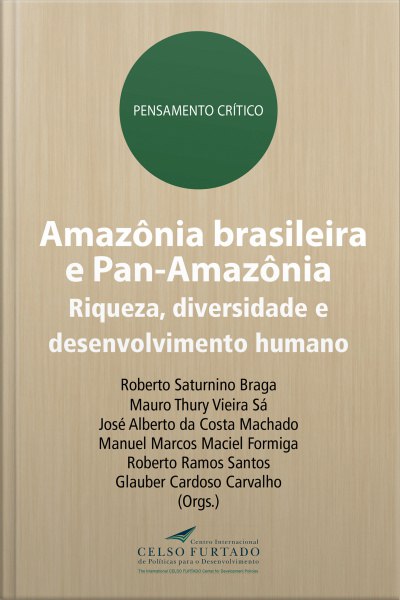 PENSAMENTO CRÍTICO
Amazônia brasileira
e Pan-Amazônia
Riqueza, diversidade e
desenvolvimento humano
Roberto Saturnino Braga
Mauro Thury Vieira Sá
José Alberto da Costa Machado
Manuel Marcos Maciel Formiga
Roberto Ramos Santos
Glauber Cardoso Carvalho
(Orgs.)
Centro Internacional
CELSO FURTADO
de Políticas para o Desenvolvimento
The International CELSO FURTADO Center for Development Policies